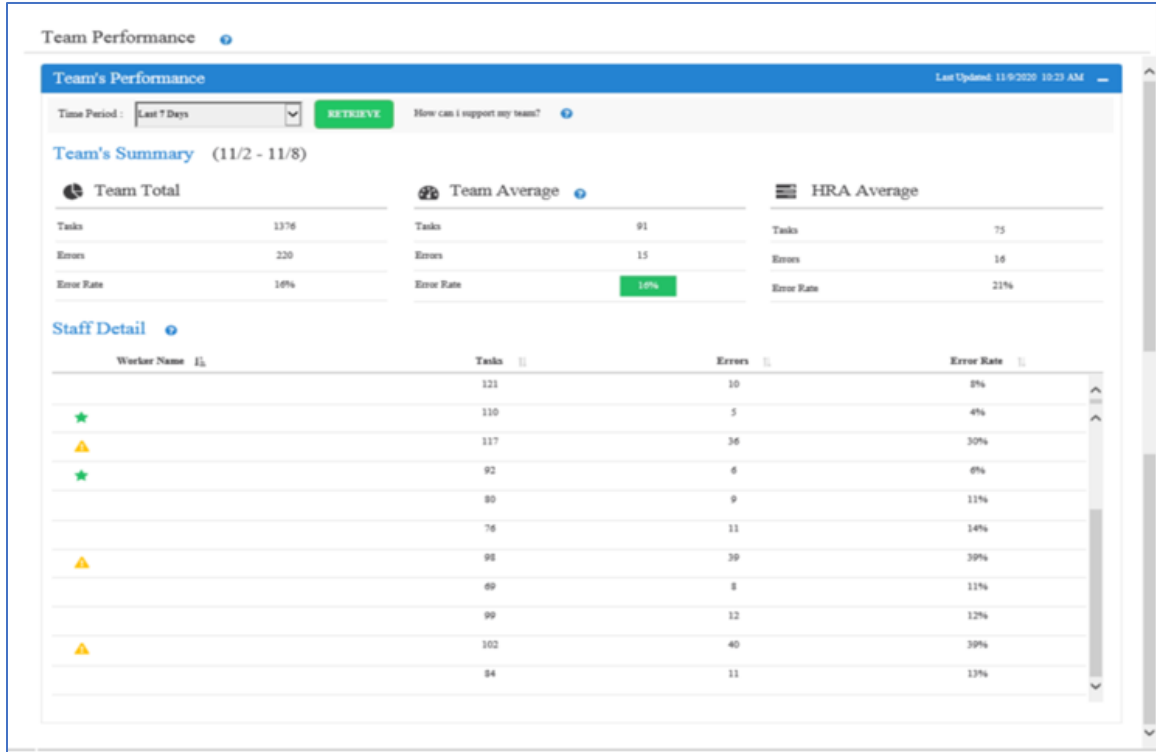 Team Performance
Team's Performance Last Updated: 11/9/2020 10:23 AM
Time Period : Last 7 Days RETRIEVE How can i support my team?
Team's Summary (11/2 - 11/8)
Team Total Team Average HRA Average
Tasks 1376 Tasks 91 Tasks 75
Errors 220 Errors 15 Errors 16
Error Rate 16% Error Rate 16% Error Rate 21%
Staff Detail
Worker Name Tasks Errors Error Rate
121 10 8%
110 5 4%
117 36 30%
92 6 6%
80 9 11%
76 11 14%
98 39 39%
69 8 11%
99 12 12%
102 40 39%
84 11 13%